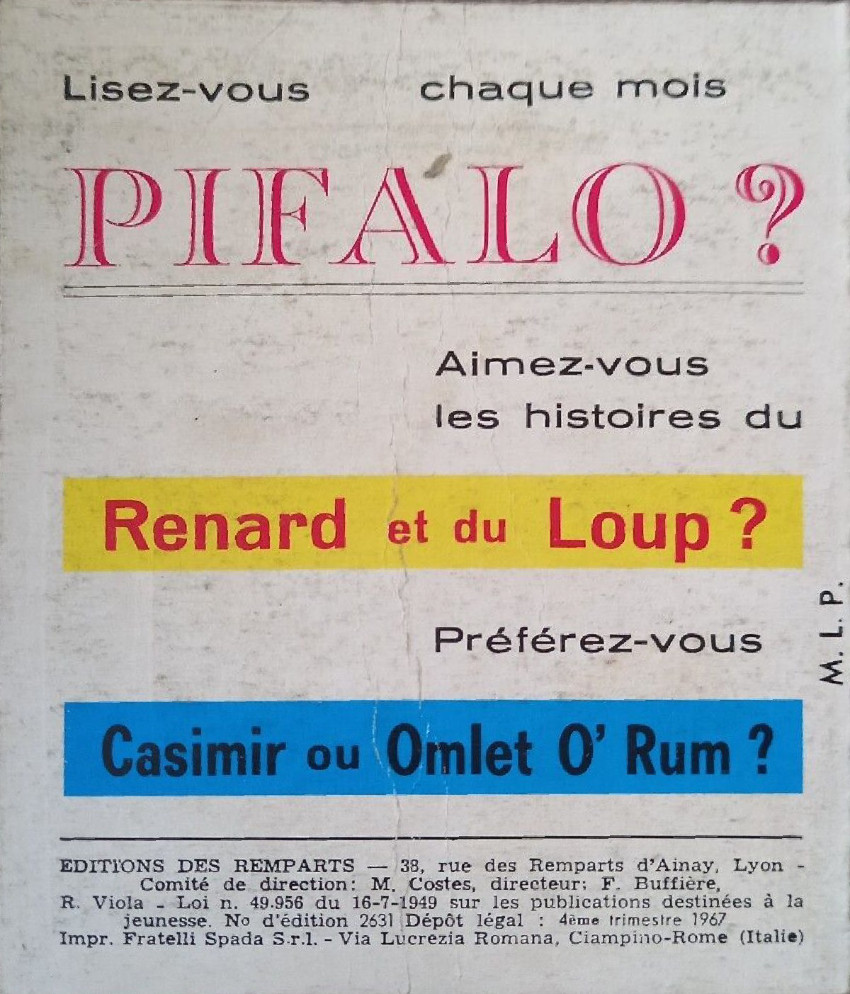 Lisez-vous chaque mois
PIFALO ?
Aimez-vous
les histoires du
Renard et du Loup ?
Préférez-vous
M. L. P.
Casimir ou Omlet O' Rum ?
EDITIONS DES REMPARTS — 38, rue des Remparts d'Ainay, Lyon -
Comité de direction: M. Costes, directeur; F. Buffière,
R. Viola - Loi n. 49.956 du 16-7-1949 sur les publications destinées à la
jeunesse. No d'édition 2631 Dépôt légal : 4ème trimestre 1967
Impr. Fratelli Spada S.r.l. - Via Lucrezia Romana, Ciampino-Rome (Italie)